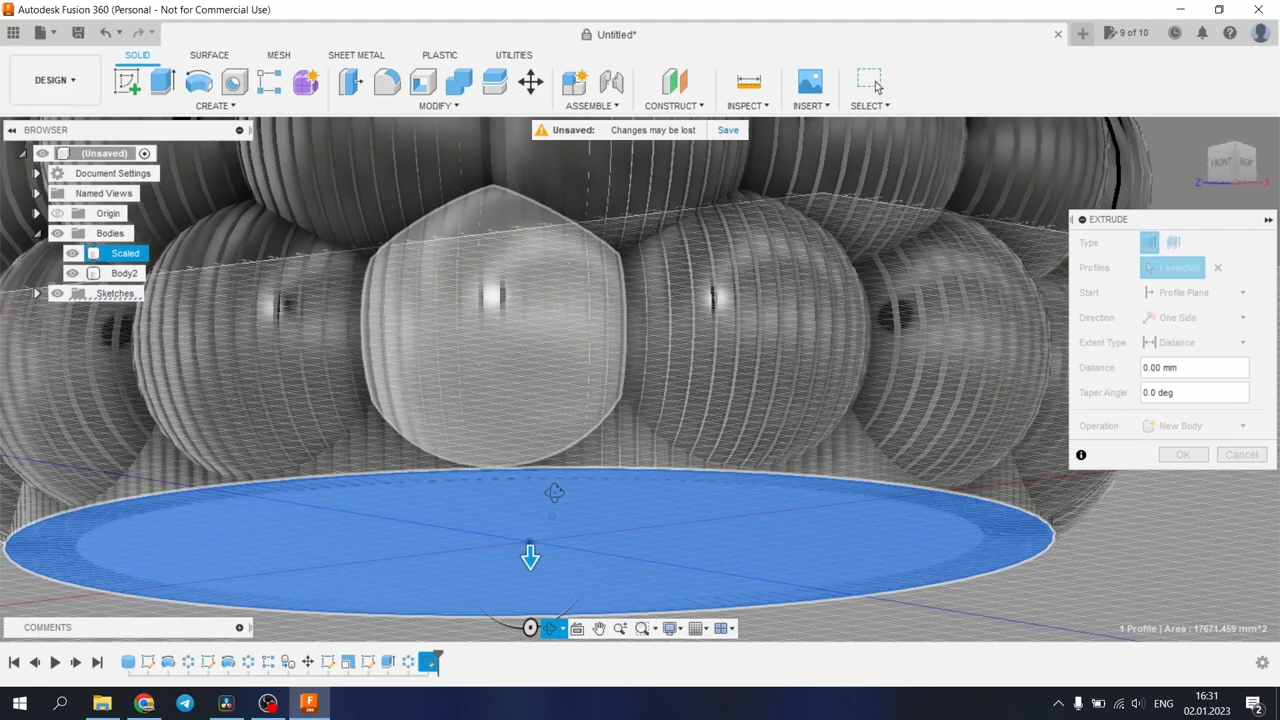 Autodesk Fusion 360 (Personal - Not for Commercial Use)
Untitled*
9 of 10
DESIGN
SOLID
SURFACE
MESH
SHEET METAL
PLASTIC
UTILITIES
CREATE
MODIFY
ASSEMBLE
CONSTRUCT
INSPECT
INSERT
SELECT
BROWSER
Unsaved:
Changes may be lost
Save
(Unsaved)
Document Settings
Named Views
Origin
Bodies
Scaled
Body2
Sketches
FRONT
Z
X
EXTRUDE
Type
Profiles
1 selected
Start
Profile Plane
Direction
One Side
Extent Type
Distance
Distance
0.00 mm
Taper Angle
0.0 deg
Operation
New Body
OK
Cancel
COMMENTS
1 Profile | Area : 17671.459 mm^2
ENG
16:31
02.01.2023
2